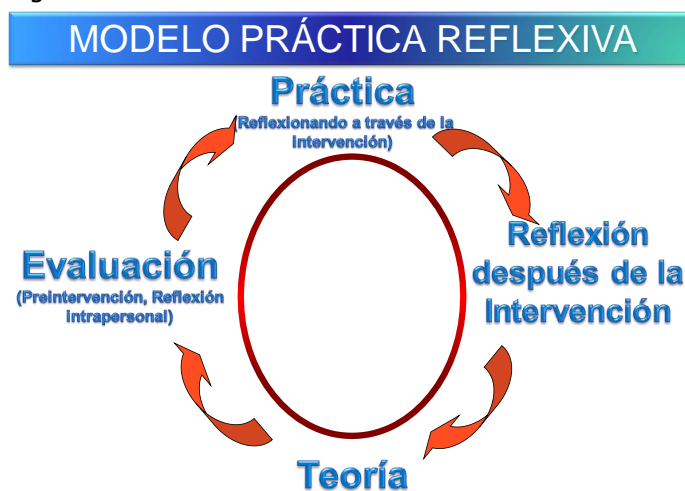 MODELO PRÁCTICA REFLEXIVA
Práctica
(Reflexionando a través de la
Intervención)
Reflexión
después de la
Intervención
Evaluación
(Preintervención, Reflexión
intrapersonal)
Teoría